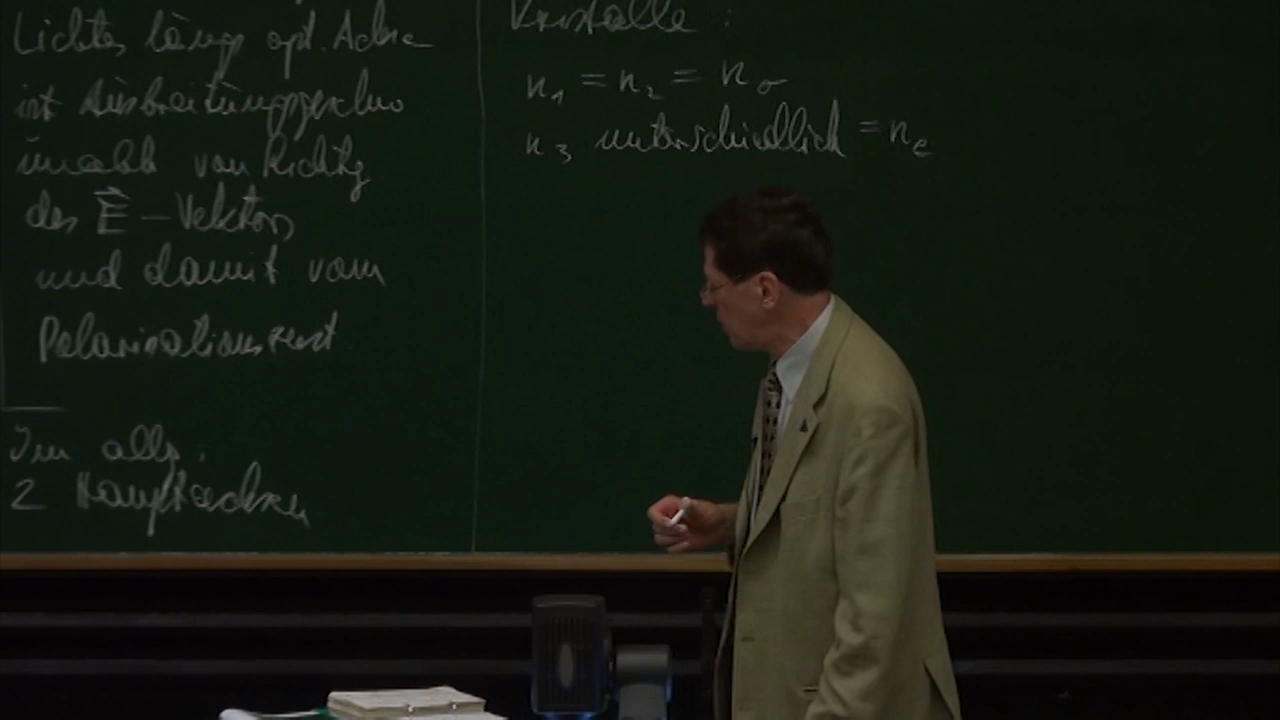 Lichtes längs opt. Achse
ist Ausbreitungsgeschw
unabh von Richtg
des E⃗ - Vektors
und damit vom
Polarisationszust.
Im allg.
2 Hauptachsen
Kristalle :
n₁ = n₂ = n₀
n₃ unterschiedlich = nₑ